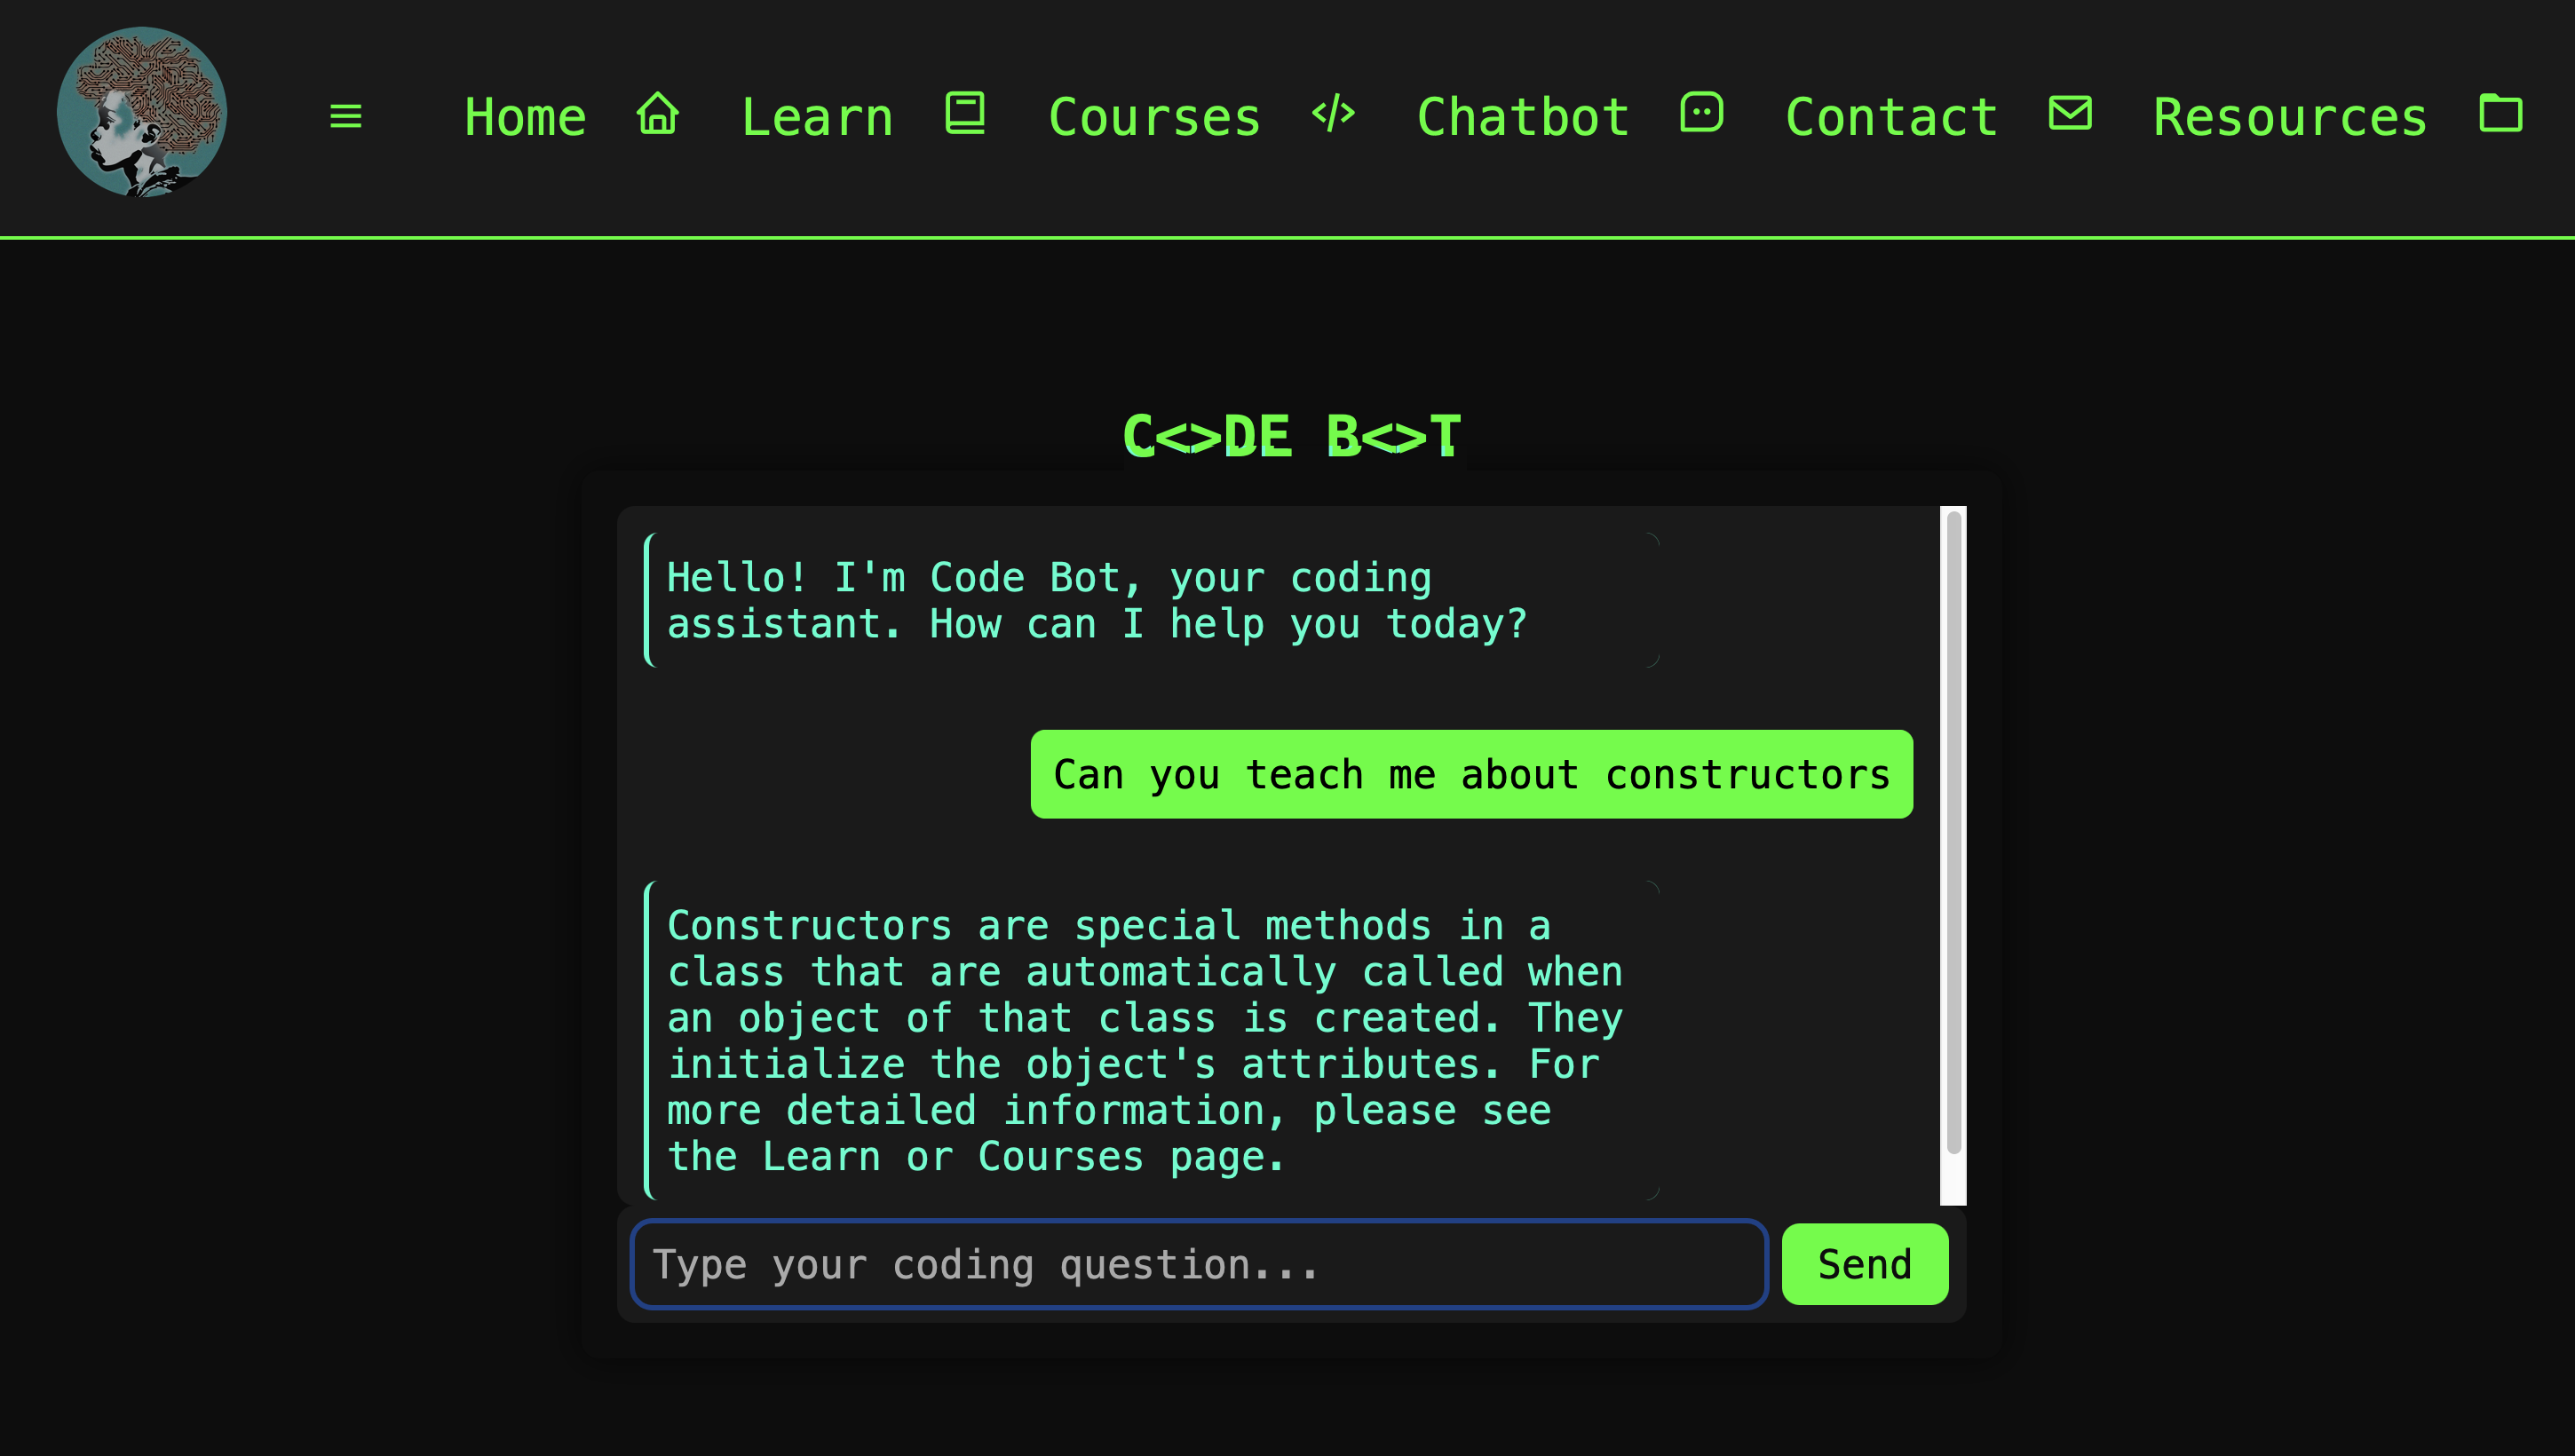 Home Learn Courses </> Chatbot Contact Resources
C<>DE B<>T
Hello! I'm Code Bot, your coding
assistant. How can I help you today?
Can you teach me about constructors
Constructors are special methods in a
class that are automatically called when
an object of that class is created. They
initialize the object's attributes. For
more detailed information, please see
the Learn or Courses page.
Type your coding question...
Send